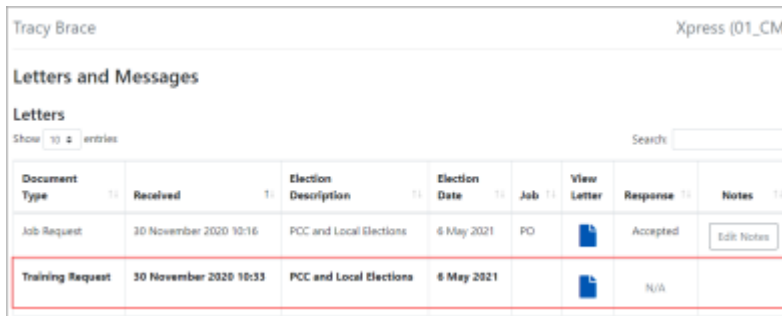 Tracy Brace Xpress (01_CM
Letters and Messages
Letters
Show 10 entries Search:
Document Type Received Election Description Election Date Job View Letter Response Notes
Job Request 30 November 2020 10:16 PCC and Local Elections 6 May 2021 PO Accepted Edit Notes
Training Request 30 November 2020 10:33 PCC and Local Elections 6 May 2021 N/A